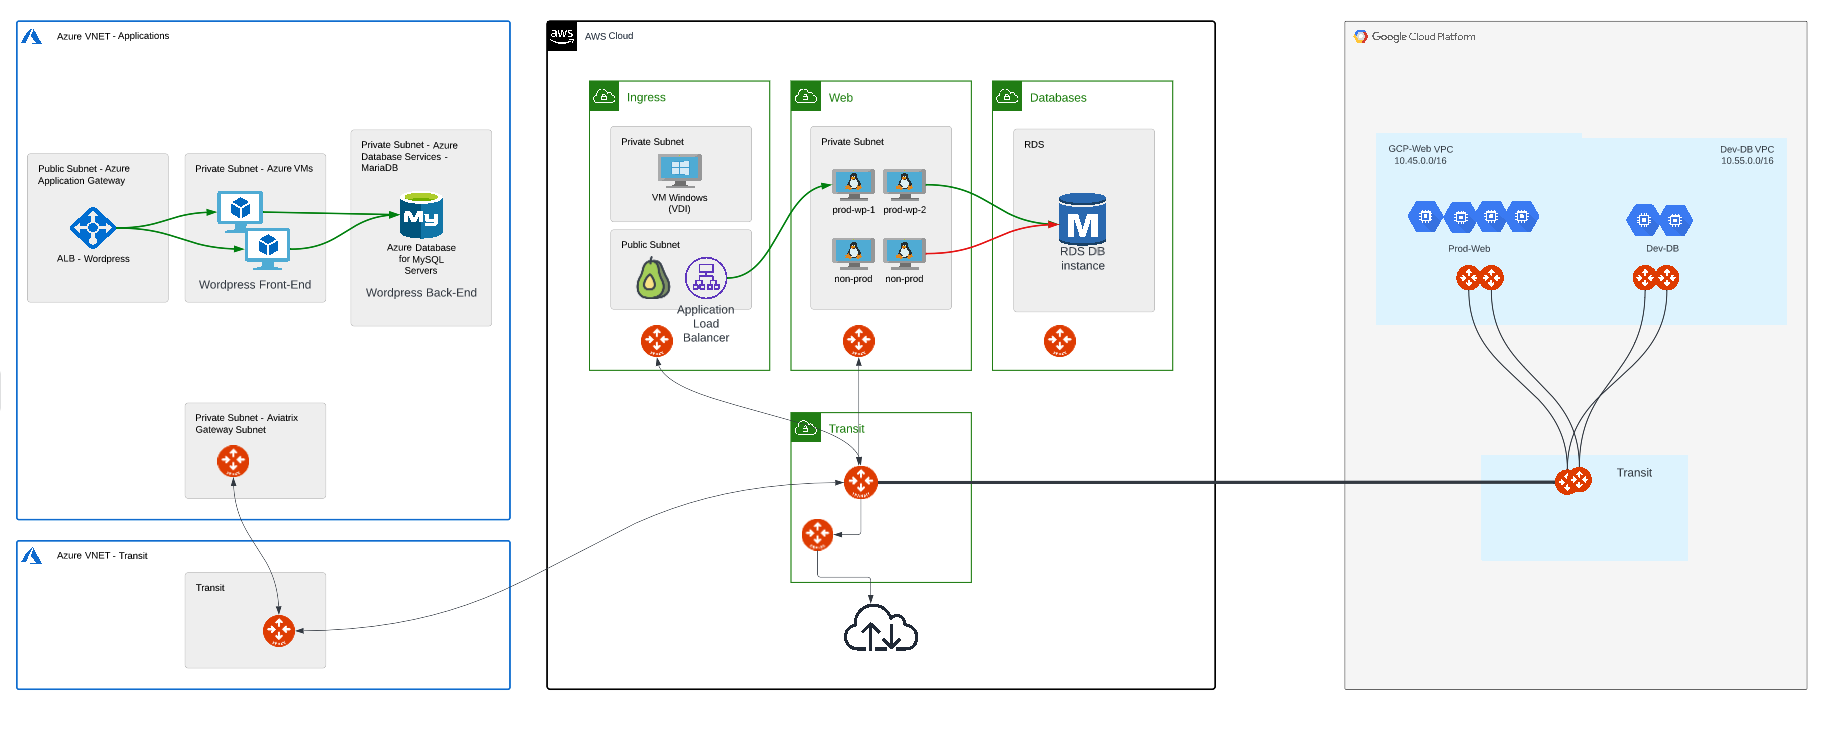 Azure VNET - Applications
Public Subnet - Azure
Application Gateway
ALB - Wordpress
Private Subnet - Azure VMs
Wordpress Front-End
Private Subnet - Azure
Database Services -
MariaDB
My
Azure Database
for MySQL
Servers
Wordpress Back-End
Private Subnet - Aviatrix
Gateway Subnet
Azure VNET - Transit
Transit
aws
AWS Cloud
Ingress
Private Subnet
VM Windows
(VDI)
Public Subnet
Application
Load
Balancer
Web
Private Subnet
prod-wp-1
prod-wp-2
non-prod
non-prod
Databases
RDS
M
RDS DB
instance
Transit
Google Cloud Platform
GCP-Web VPC
10.45.0.0/16
Prod-Web
Dev-DB VPC
10.55.0.0/16
Dev-DB
Transit